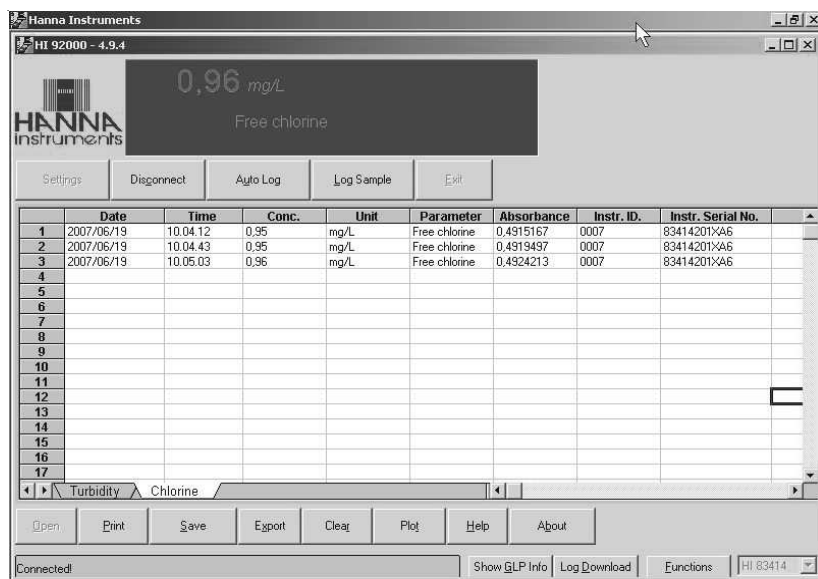 Hanna Instruments
HI 92000 - 4.9.4
HANNA
instruments
0,96 mg/L
Free chlorine
Settings Disconnect Auto Log Log Sample Exit
Date Time Conc. Unit Parameter Absorbance Instr. ID. Instr. Serial No.
1 2007/06/19 10.04.12 0,95 mg/L Free chlorine 0,4915167 0007 83414201XA6
2 2007/06/19 10.04.43 0,95 mg/L Free chlorine 0,4919497 0007 83414201XA6
3 2007/06/19 10.05.03 0,96 mg/L Free chlorine 0,4924213 0007 83414201XA6
4
5
6
7
8
9
10
11
12
13
14
15
16
17
Turbidity Chlorine
Open Print Save Export Clear Plot Help About
Connected! Show GLP Info Log Download Functions HI 83414